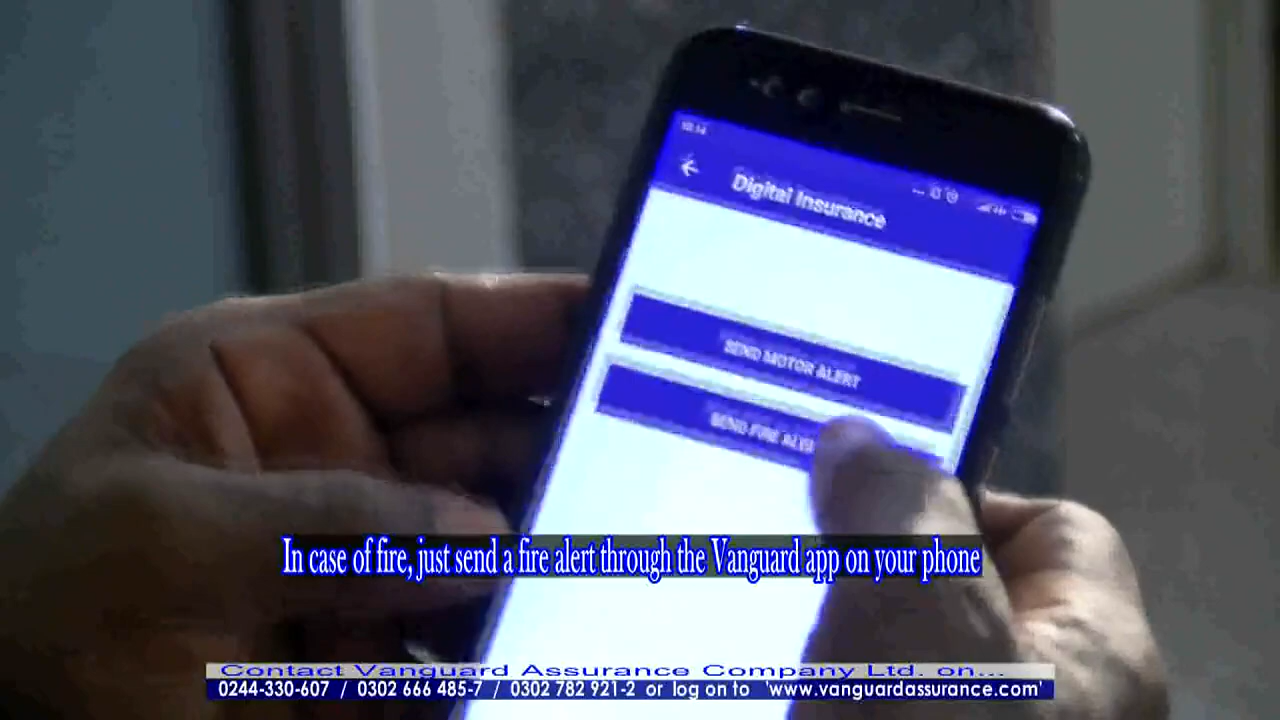 Digital Insurance
SEND MOTOR ALERT
SEND FIRE
In case of fire, just send a fire alert through the Vanguard app on your phone
Contact Vanguard Assurance Company Ltd. on...
0244-330-607 / 0302 666 485-7 / 0302 782 921-2 or log on to 'www.vanguardassurance.com'